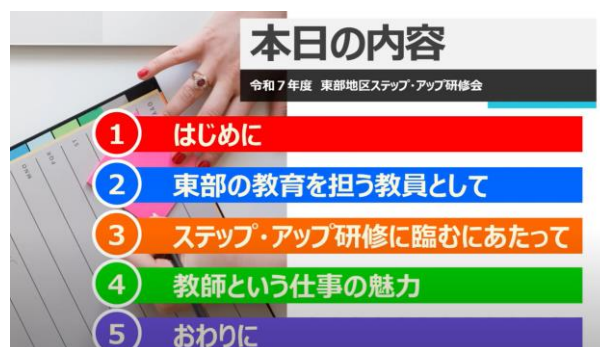 本日の内容
令和7年度 東部地区ステップ・アップ研修会
1 はじめに
2 東部の教育を担う教員として
3 ステップ・アップ研修に臨むにあたって
4 教師という仕事の魅力
5 おわりに